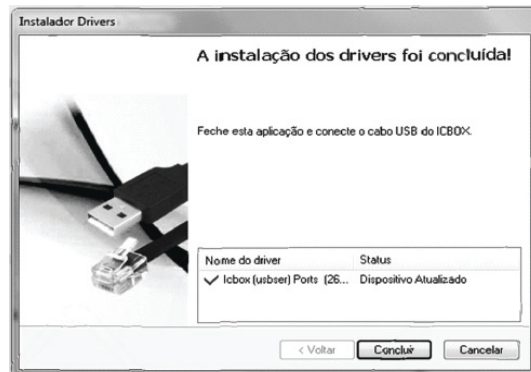 Instalador Drivers
A instalação dos drivers foi concluída!
Feche esta aplicação e conecte o cabo USB do ICBOX.
Nome do driver Status
Icbox (usbser) Ports (26... Dispositivo Atualizado
< Voltar Concluir Cancelar